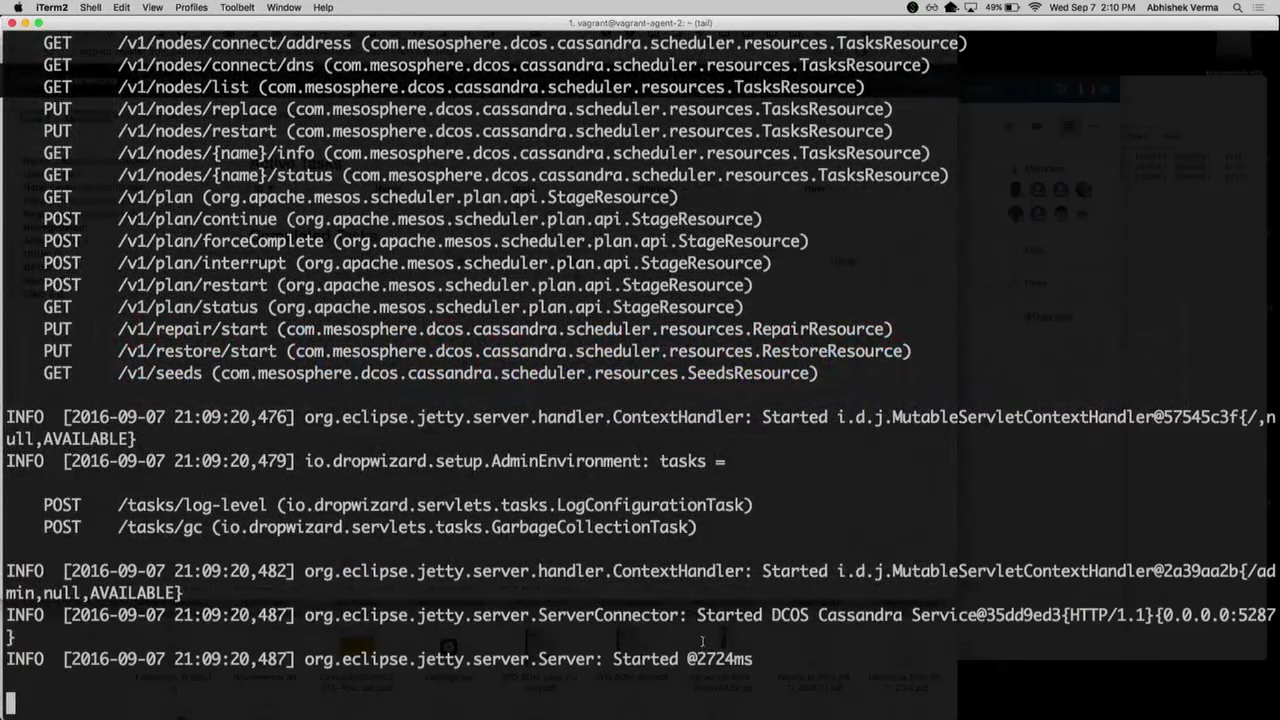 iTerm2 Shell Edit View Profiles Toolbelt Window Help 49% Wed Sep 7 2:10 PM Abhishek Verma
1. vagrant@vagrant-agent-2: ~ (tail)
GET /v1/nodes/connect/address (com.mesosphere.dcos.cassandra.scheduler.resources.TasksResource)
GET /v1/nodes/connect/dns (com.mesosphere.dcos.cassandra.scheduler.resources.TasksResource)
GET /v1/nodes/list (com.mesosphere.dcos.cassandra.scheduler.resources.TasksResource)
PUT /v1/nodes/replace (com.mesosphere.dcos.cassandra.scheduler.resources.TasksResource)
PUT /v1/nodes/restart (com.mesosphere.dcos.cassandra.scheduler.resources.TasksResource)
GET /v1/nodes/{name}/info (com.mesosphere.dcos.cassandra.scheduler.resources.TasksResource)
GET /v1/nodes/{name}/status (com.mesosphere.dcos.cassandra.scheduler.resources.TasksResource)
GET /v1/plan (org.apache.mesos.scheduler.plan.api.StageResource)
POST /v1/plan/continue (org.apache.mesos.scheduler.plan.api.StageResource)
POST /v1/plan/forceComplete (org.apache.mesos.scheduler.plan.api.StageResource)
POST /v1/plan/interrupt (org.apache.mesos.scheduler.plan.api.StageResource)
POST /v1/plan/restart (org.apache.mesos.scheduler.plan.api.StageResource)
GET /v1/plan/status (org.apache.mesos.scheduler.plan.api.StageResource)
PUT /v1/repair/start (com.mesosphere.dcos.cassandra.scheduler.resources.RepairResource)
PUT /v1/restore/start (com.mesosphere.dcos.cassandra.scheduler.resources.RestoreResource)
GET /v1/seeds (com.mesosphere.dcos.cassandra.scheduler.resources.SeedsResource)
INFO [2016-09-07 21:09:20,476] org.eclipse.jetty.server.handler.ContextHandler: Started i.d.j.MutableServletContextHandler@57545c3f{/,n
ull,AVAILABLE}
INFO [2016-09-07 21:09:20,479] io.dropwizard.setup.AdminEnvironment: tasks =
POST /tasks/log-level (io.dropwizard.servlets.tasks.LogConfigurationTask)
POST /tasks/gc (io.dropwizard.servlets.tasks.GarbageCollectionTask)
INFO [2016-09-07 21:09:20,482] org.eclipse.jetty.server.handler.ContextHandler: Started i.d.j.MutableServletContextHandler@2a39aa2b{/ad
min,null,AVAILABLE}
INFO [2016-09-07 21:09:20,487] org.eclipse.jetty.server.ServerConnector: Started DCOS Cassandra Service@35dd9ed3{HTTP/1.1}{0.0.0.0:5287
}
INFO [2016-09-07 21:09:20,487] org.eclipse.jetty.server.Server: Started @2724ms